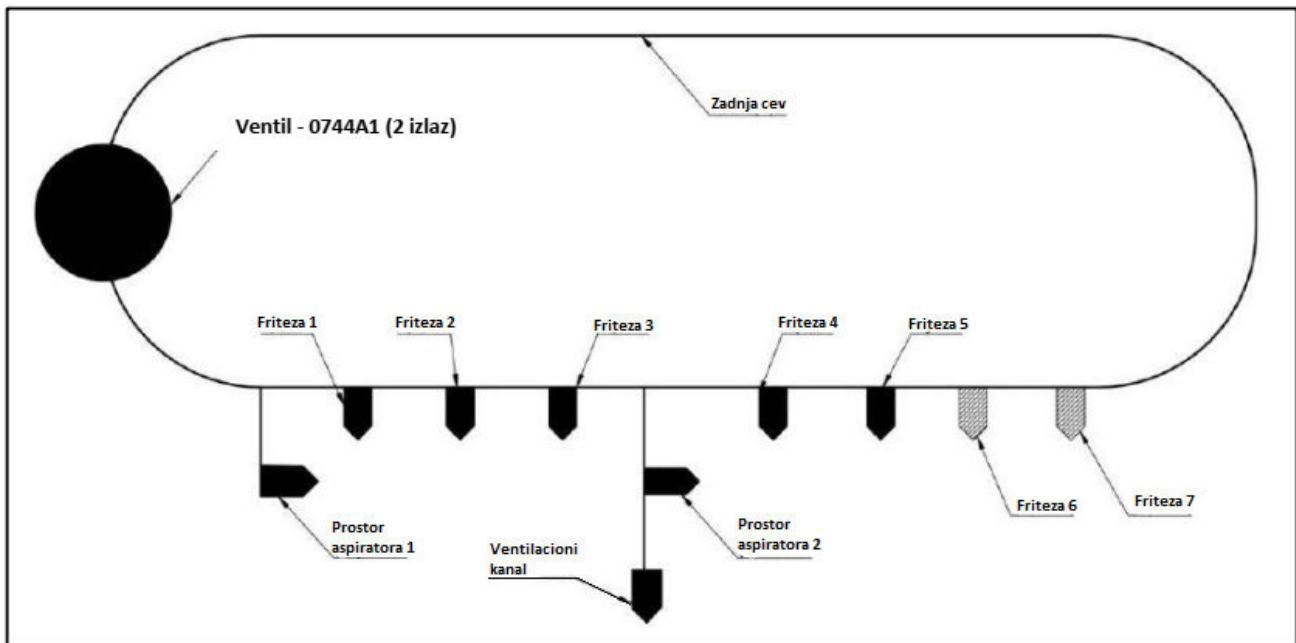 Zadnja cev
Ventil - 0744A1 (2 izlaz)
Friteza 1
Friteza 2
Friteza 3
Friteza 4
Friteza 5
Friteza 6
Friteza 7
Prostor
aspiratora 1
Ventilacioni
kanal
Prostor
aspiratora 2